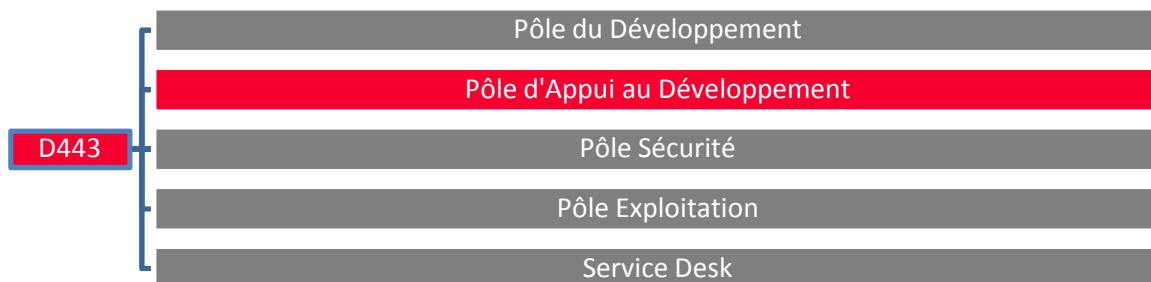 Pôle du Développement
Pôle d'Appui au Développement
D443
Pôle Sécurité
Pôle Exploitation
Service Desk